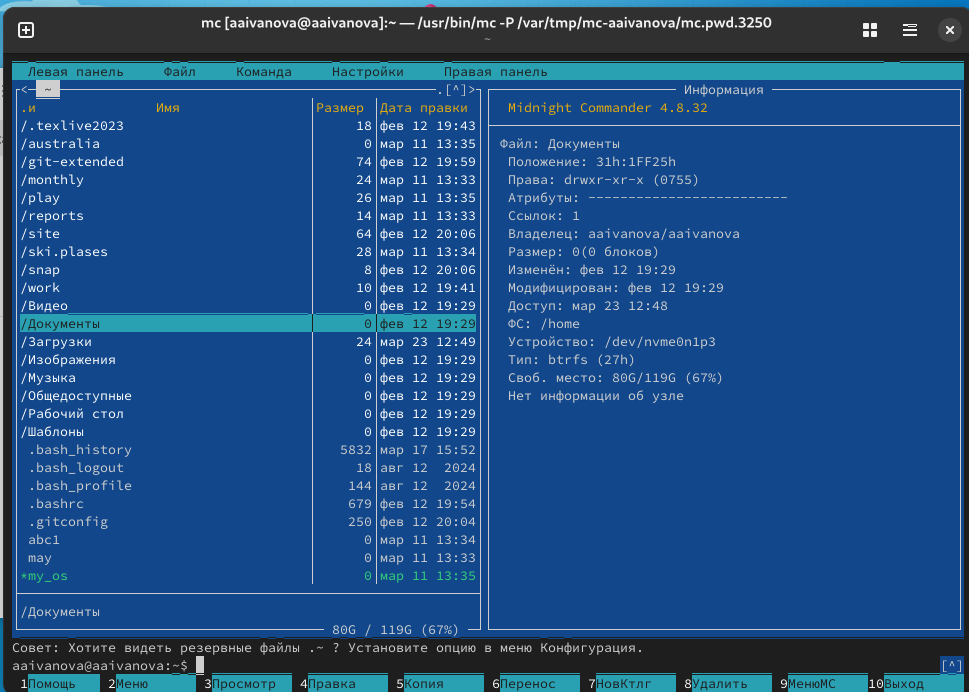 mc [aaivanova@aaivanova]:~ — /usr/bin/mc -P /var/tmp/mc-aaivanova/mc.pwd.3250
~
Левая панель Файл Команда Настройки Правая панель
<─ ~ .[^]>
.и Имя Размер Дата правки
/.texlive2023 18 фев 12 19:43
/australia 0 мар 11 13:35
/git-extended 74 фев 12 19:59
/monthly 24 мар 11 13:33
/play 26 мар 11 13:35
/reports 14 мар 11 13:33
/site 64 фев 12 20:06
/ski.plases 28 мар 11 13:34
/snap 8 фев 12 20:06
/work 10 фев 12 19:41
/Видео 0 фев 12 19:29
/Документы 0 фев 12 19:29
/Загрузки 24 мар 23 12:49
/Изображения 0 фев 12 19:29
/Музыка 0 фев 12 19:29
/Общедоступные 0 фев 12 19:29
/Рабочий стол 0 фев 12 19:29
/Шаблоны 0 фев 12 19:29
.bash_history 5832 мар 17 15:52
.bash_logout 18 авг 12 2024
.bash_profile 144 авг 12 2024
.bashrc 679 фев 12 19:54
.gitconfig 250 фев 12 20:04
abc1 0 мар 11 13:34
may 0 мар 11 13:33
*my_os 0 мар 11 13:35
/Документы
80G / 119G (67%)
Информация
Midnight Commander 4.8.32
Файл: Документы
Положение: 31h:1FF25h
Права: drwxr-xr-x (0755)
Атрибуты: -------------------------
Ссылок: 1
Владелец: aaivanova/aaivanova
Размер: 0(0 блоков)
Изменён: фев 12 19:29
Модифицирован: фев 12 19:29
Доступ: мар 23 12:48
ФС: /home
Устройство: /dev/nvme0n1p3
Тип: btrfs (27h)
Своб. место: 80G/119G (67%)
Нет информации об узле
Совет: Хотите видеть резервные файлы .~ ? Установите опцию в меню Конфигурация.
aaivanova@aaivanova:~$ [^]
1Помощь 2Меню 3Просмотр 4Правка 5Копия 6Перенос 7НовКтлг 8Удалить 9МенюМС 10Выход